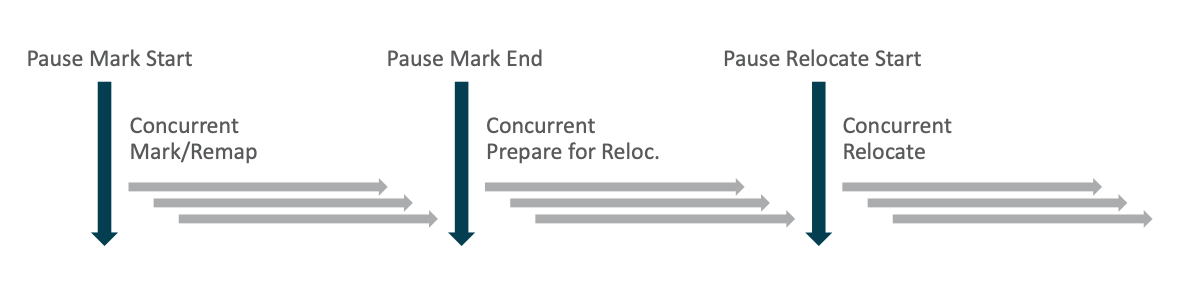 Pause Mark Start
Pause Mark End
Pause Relocate Start
Concurrent
Mark/Remap
Concurrent
Prepare for Reloc.
Concurrent
Relocate